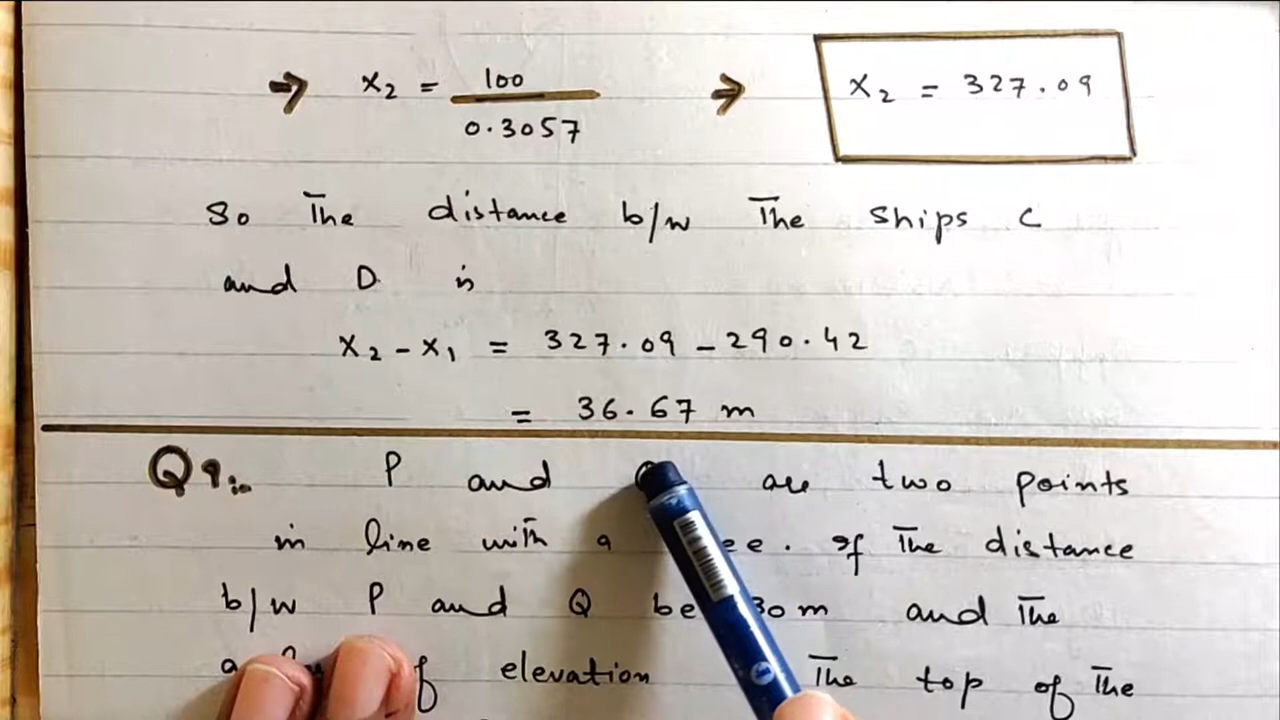 ⇒ x₂ = 100 / 0.3057 ⇒ x₂ = 327.09
So The distance b/w The ships C
and D is
x₂ - x₁ = 327.09 - 290.42
= 36.67 m
Q9:. P and are two points
in line with a If The distance
b/w P and Q be 30m and The
of elevation The top of The